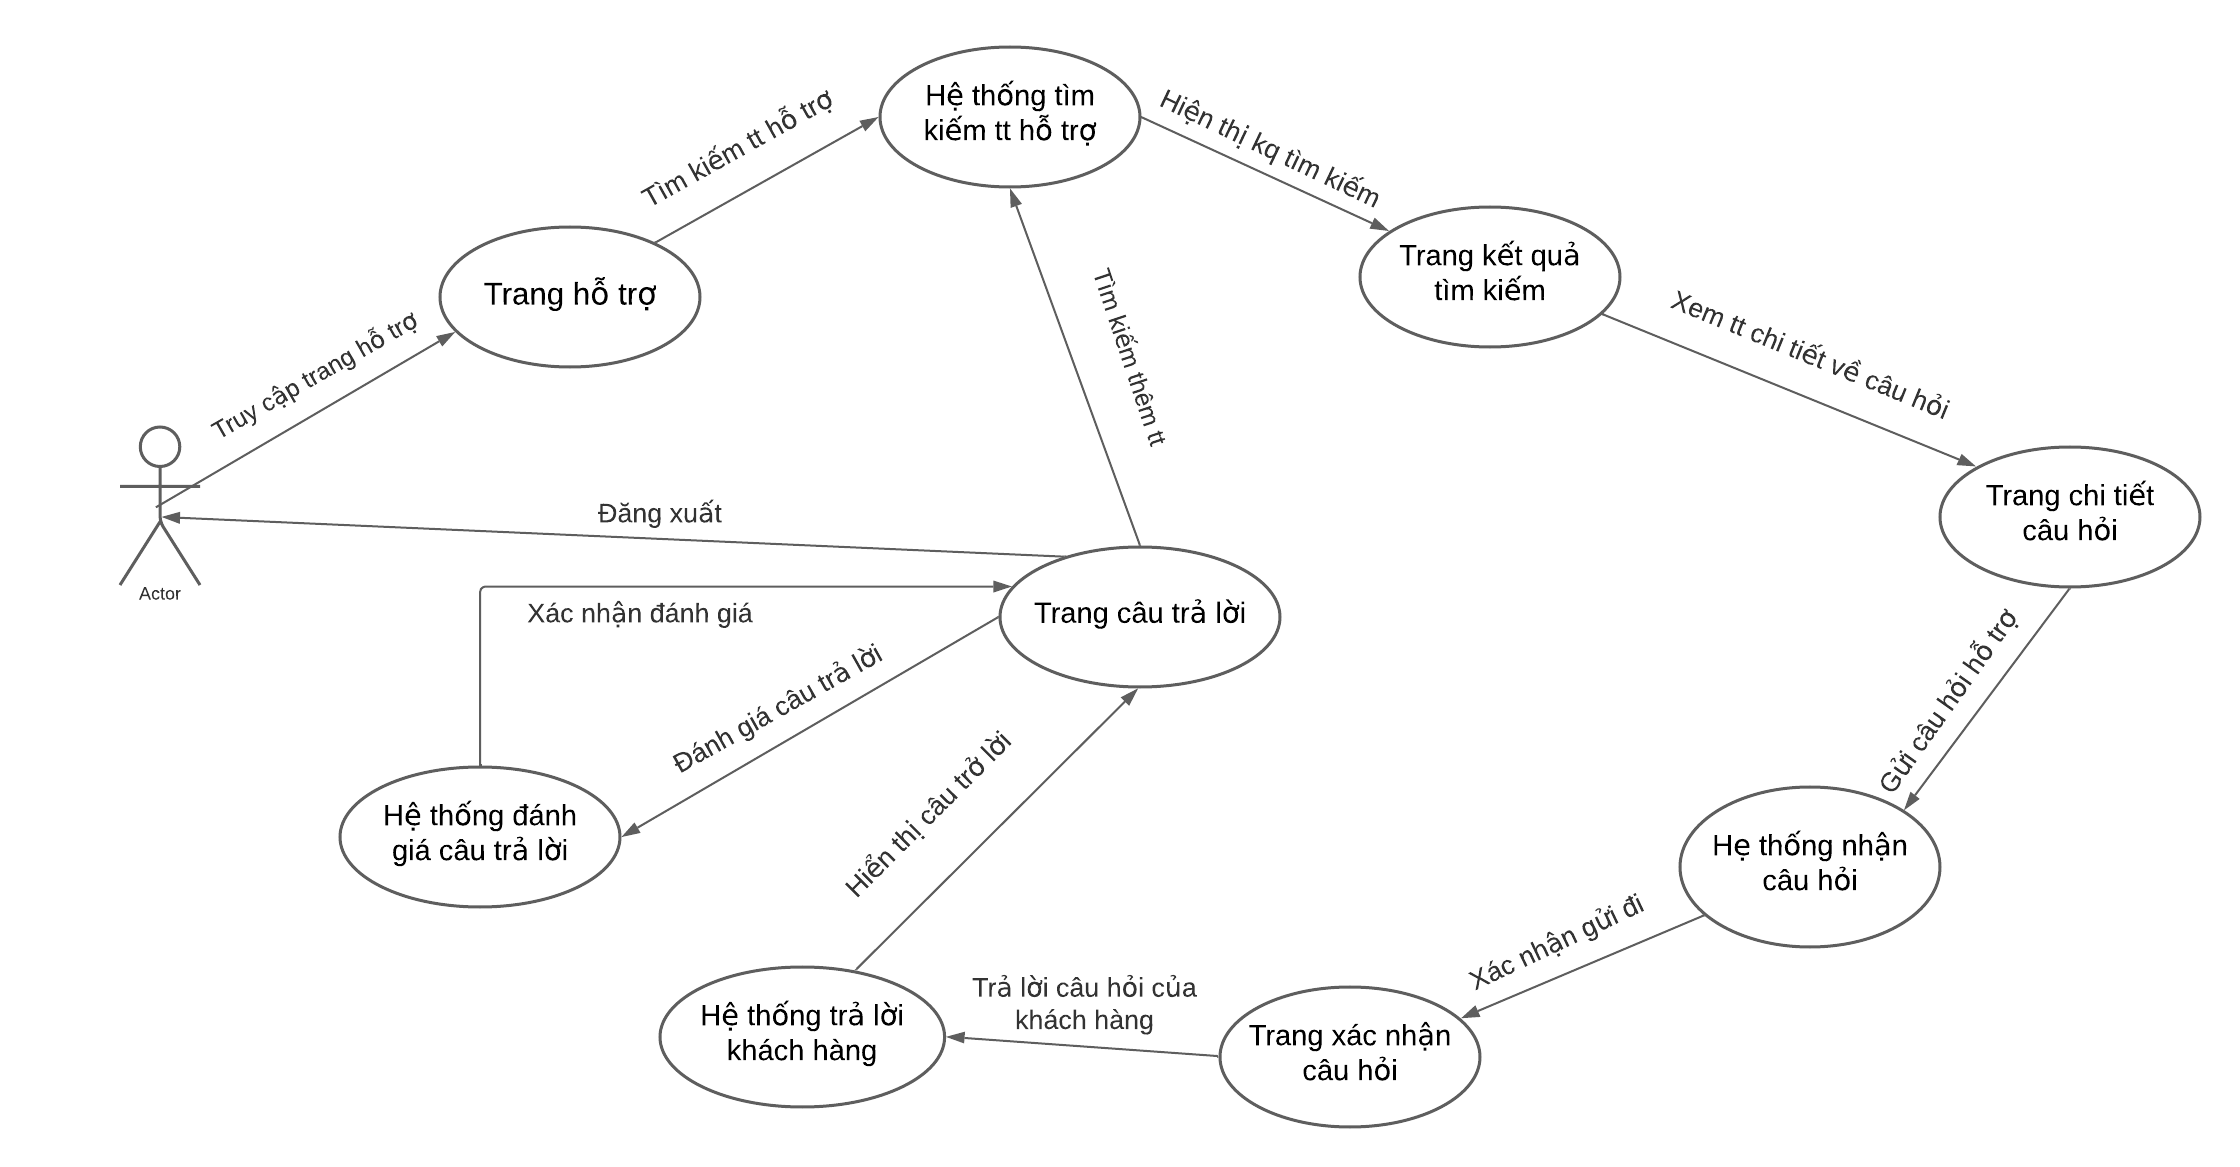 Hệ thống tìm
kiếm tt hỗ trợ
Tìm kiếm tt hỗ trợ
Hiện thị kq tìm kiếm
Trang kết quả
tìm kiếm
Trang hỗ trợ
Truy cập trang hỗ trợ
Tìm kiếm thêm tt
Xem tt chi tiết về câu hỏi
Trang chi tiết
câu hỏi
Đăng xuất
Actor
Xác nhận đánh giá
Trang câu trả lời
Đánh giá câu trả lời
Gửi câu hỏi hỗ trợ
Hệ thống đánh
giá câu trả lời
Hiển thị câu trở lời
Hẹ thống nhận
câu hỏi
Xác nhận gửi đi
Trả lời câu hỏi của
khách hàng
Hệ thống trả lời
khách hàng
Trang xác nhận
câu hỏi